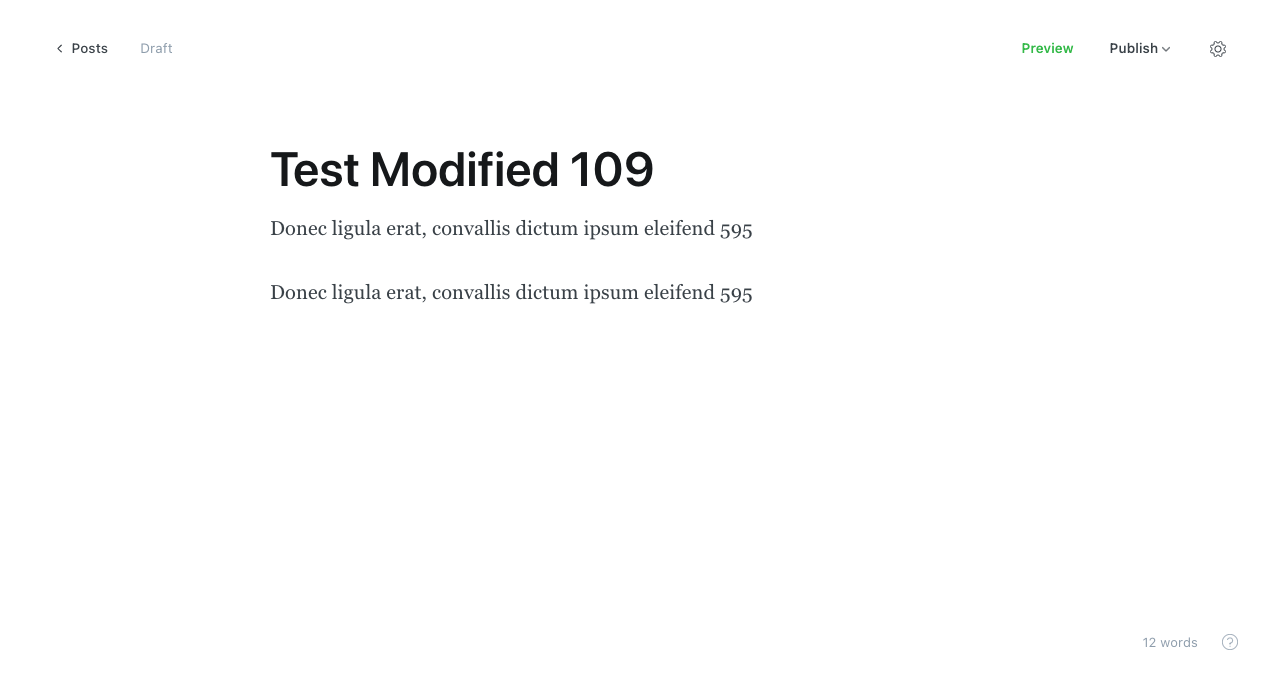 Posts Draft Preview Publish
Test Modified 109
Donec ligula erat, convallis dictum ipsum eleifend 595
Donec ligula erat, convallis dictum ipsum eleifend 595
12 words